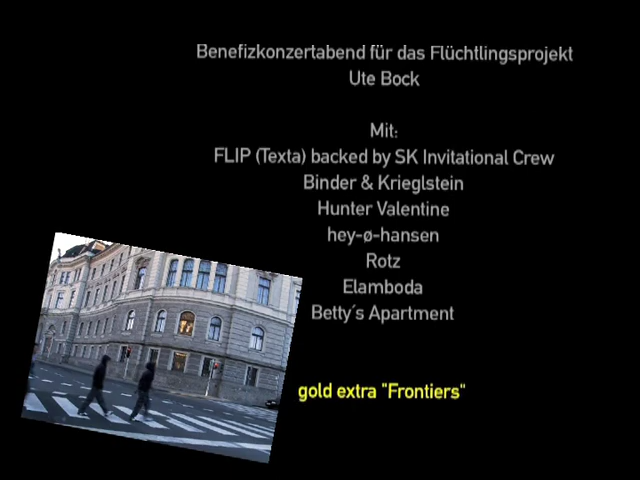 Benefizkonzertabend für das Flüchtlingsprojekt
Ute Bock
Mit:
FLIP (Texta) backed by SK Invitational Crew
Binder & Krieglstein
Hunter Valentine
hey-ø-hansen
Rotz
Elamboda
Betty´s Apartment
gold extra "Frontiers"